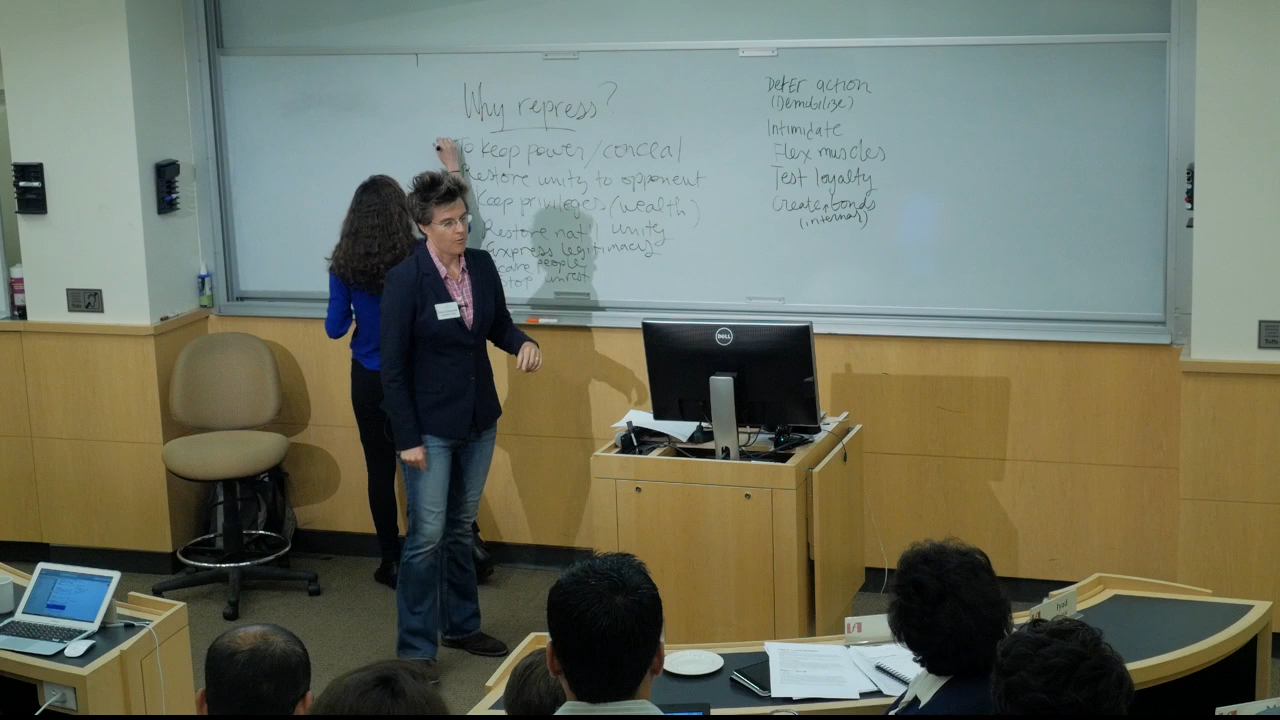 Why repress?
To keep power/conceal
Restore unity to opponent
Keep privileges (wealth)
Restore nat'l unity
Express legitimacy
people
Stop unrest
Deter action
(Demobilize)
Intimidate
Flex muscles
Test loyalty
Create bonds
(internal)
DELL
Iyad